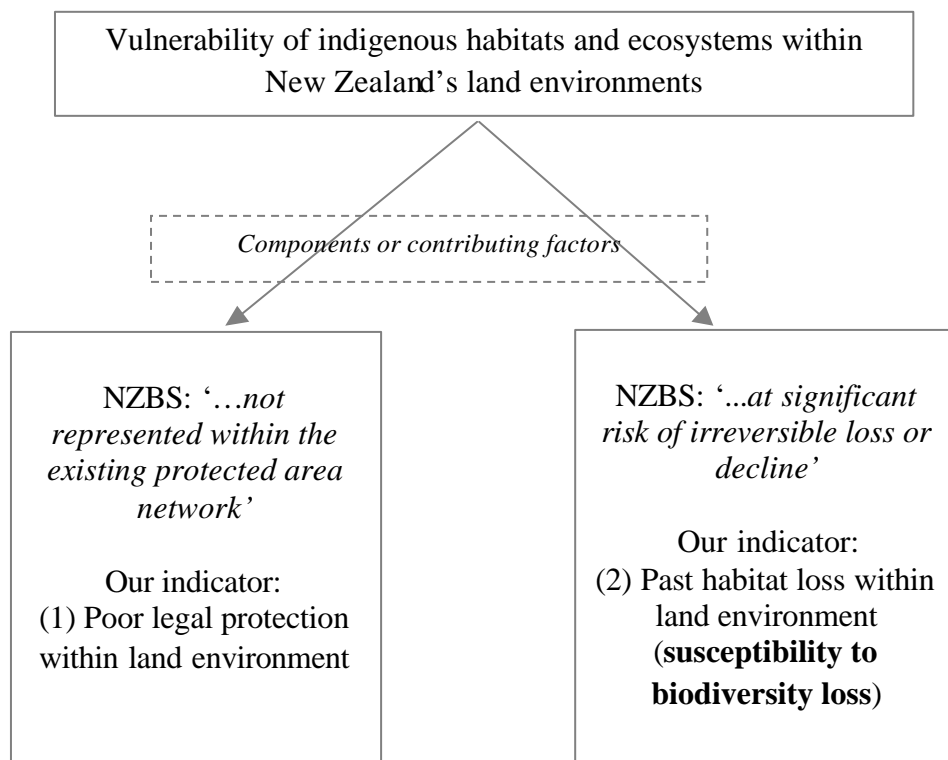 Vulnerability of indigenous habitats and ecosystems within
New Zealand’s land environments
Components or contributing factors
NZBS: ‘…not
represented within the
existing protected area
network’
Our indicator:
(1) Poor legal protection
within land environment
NZBS: ‘...at significant
risk of irreversible loss or
decline’
Our indicator:
(2) Past habitat loss within
land environment
(susceptibility to
biodiversity loss)